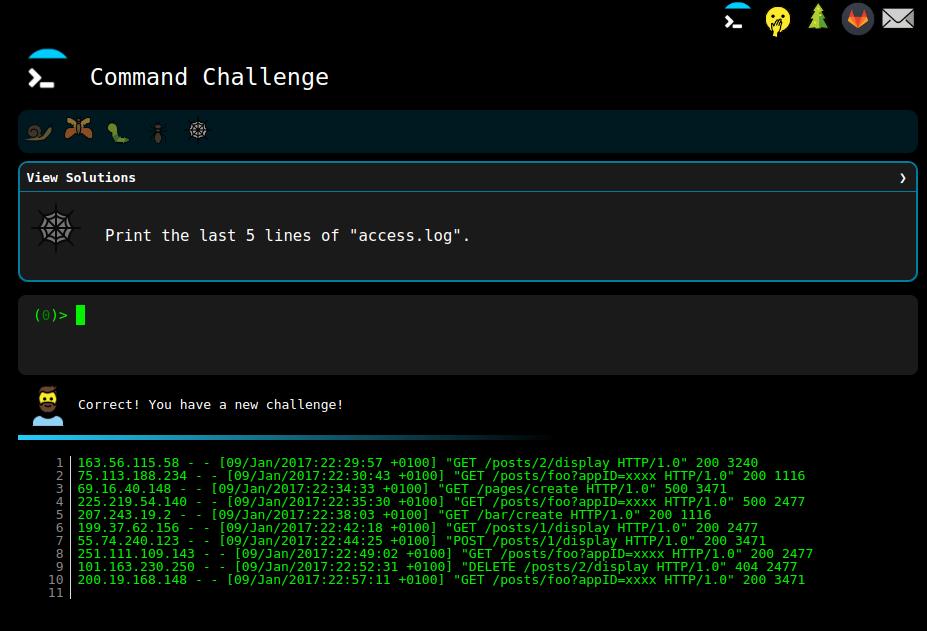 Command Challenge
View Solutions ❯
Print the last 5 lines of "access.log".
(0)>
Correct! You have a new challenge!
1 163.56.115.58 - - [09/Jan/2017:22:29:57 +0100] "GET /posts/2/display HTTP/1.0" 200 3240
2 75.113.188.234 - - [09/Jan/2017:22:30:43 +0100] "GET /posts/foo?appID=xxxx HTTP/1.0" 200 1116
3 69.16.40.148 - - [09/Jan/2017:22:34:33 +0100] "GET /pages/create HTTP/1.0" 500 3471
4 225.219.54.140 - - [09/Jan/2017:22:35:30 +0100] "GET /posts/foo?appID=xxxx HTTP/1.0" 500 2477
5 207.243.19.2 - - [09/Jan/2017:22:38:03 +0100] "GET /bar/create HTTP/1.0" 200 1116
6 199.37.62.156 - - [09/Jan/2017:22:42:18 +0100] "GET /posts/1/display HTTP/1.0" 200 2477
7 55.74.240.123 - - [09/Jan/2017:22:44:25 +0100] "POST /posts/1/display HTTP/1.0" 200 3471
8 251.111.109.143 - - [09/Jan/2017:22:49:02 +0100] "GET /posts/foo?appID=xxxx HTTP/1.0" 200 2477
9 101.163.230.250 - - [09/Jan/2017:22:52:31 +0100] "DELETE /posts/2/display HTTP/1.0" 404 2477
10 200.19.168.148 - - [09/Jan/2017:22:57:11 +0100] "GET /posts/foo?appID=xxxx HTTP/1.0" 200 3471
11